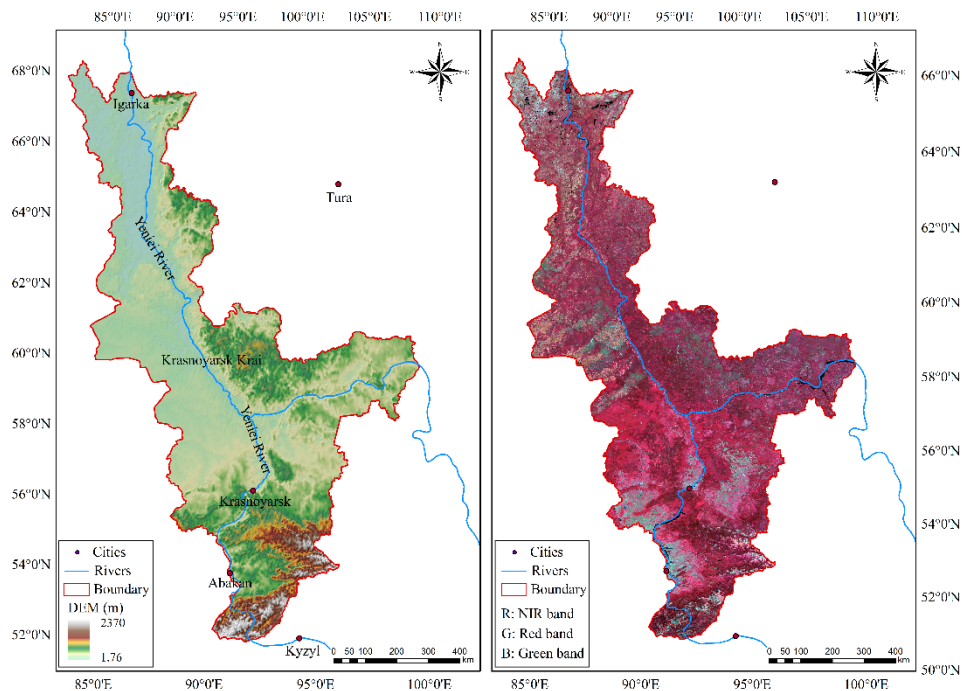 85°0'E 90°0'E 95°0'E 100°0'E 105°0'E 110°0'E
68°0'N
66°0'N
64°0'N
62°0'N
60°0'N
58°0'N
56°0'N
54°0'N
52°0'N
N
W E
S
Igarka
Tura
Yeniei River
Krasnoyarsk Krai
Yeniei River
Krasnoyarsk
Abakan
Kyzyl
Cities
Rivers
Boundary
DEM (m)
2370
1.76
0 50 100 200 300 400
km
85°0'E 90°0'E 95°0'E 100°0'E
85°0'E 90°0'E 95°0'E 100°0'E 105°0'E 110°0'E
N
W E
S
66°0'N
64°0'N
62°0'N
60°0'N
58°0'N
56°0'N
54°0'N
52°0'N
50°0'N
Cities
Rivers
Boundary
R: NIR band
G: Red band
B: Green band
0 50 100 200 300 400
km
85°0'E 90°0'E 95°0'E 100°0'E